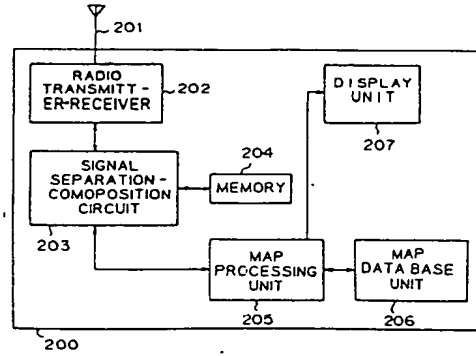 201
RADIO
TRANSMITT-
ER-RECEIVER
202
DISPLAY
UNIT
207
SIGNAL
SEPARATION-
COMOPOSITION
CIRCUIT
203
204
MEMORY
MAP
PROCESSING
UNIT
205
MAP
DATA BASE
UNIT
206
200